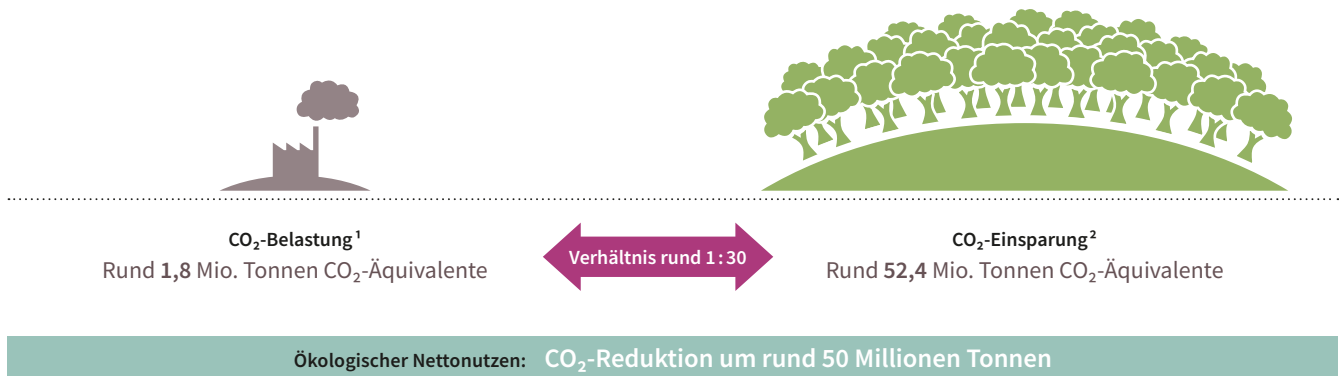 CO₂-Belastung¹
Rund 1,8 Mio. Tonnen CO₂-Äquivalente
Verhältnis rund 1:30
CO₂-Einsparung²
Rund 52,4 Mio. Tonnen CO₂-Äquivalente
Ökologischer Nettonutzen: CO₂-Reduktion um rund 50 Millionen Tonnen